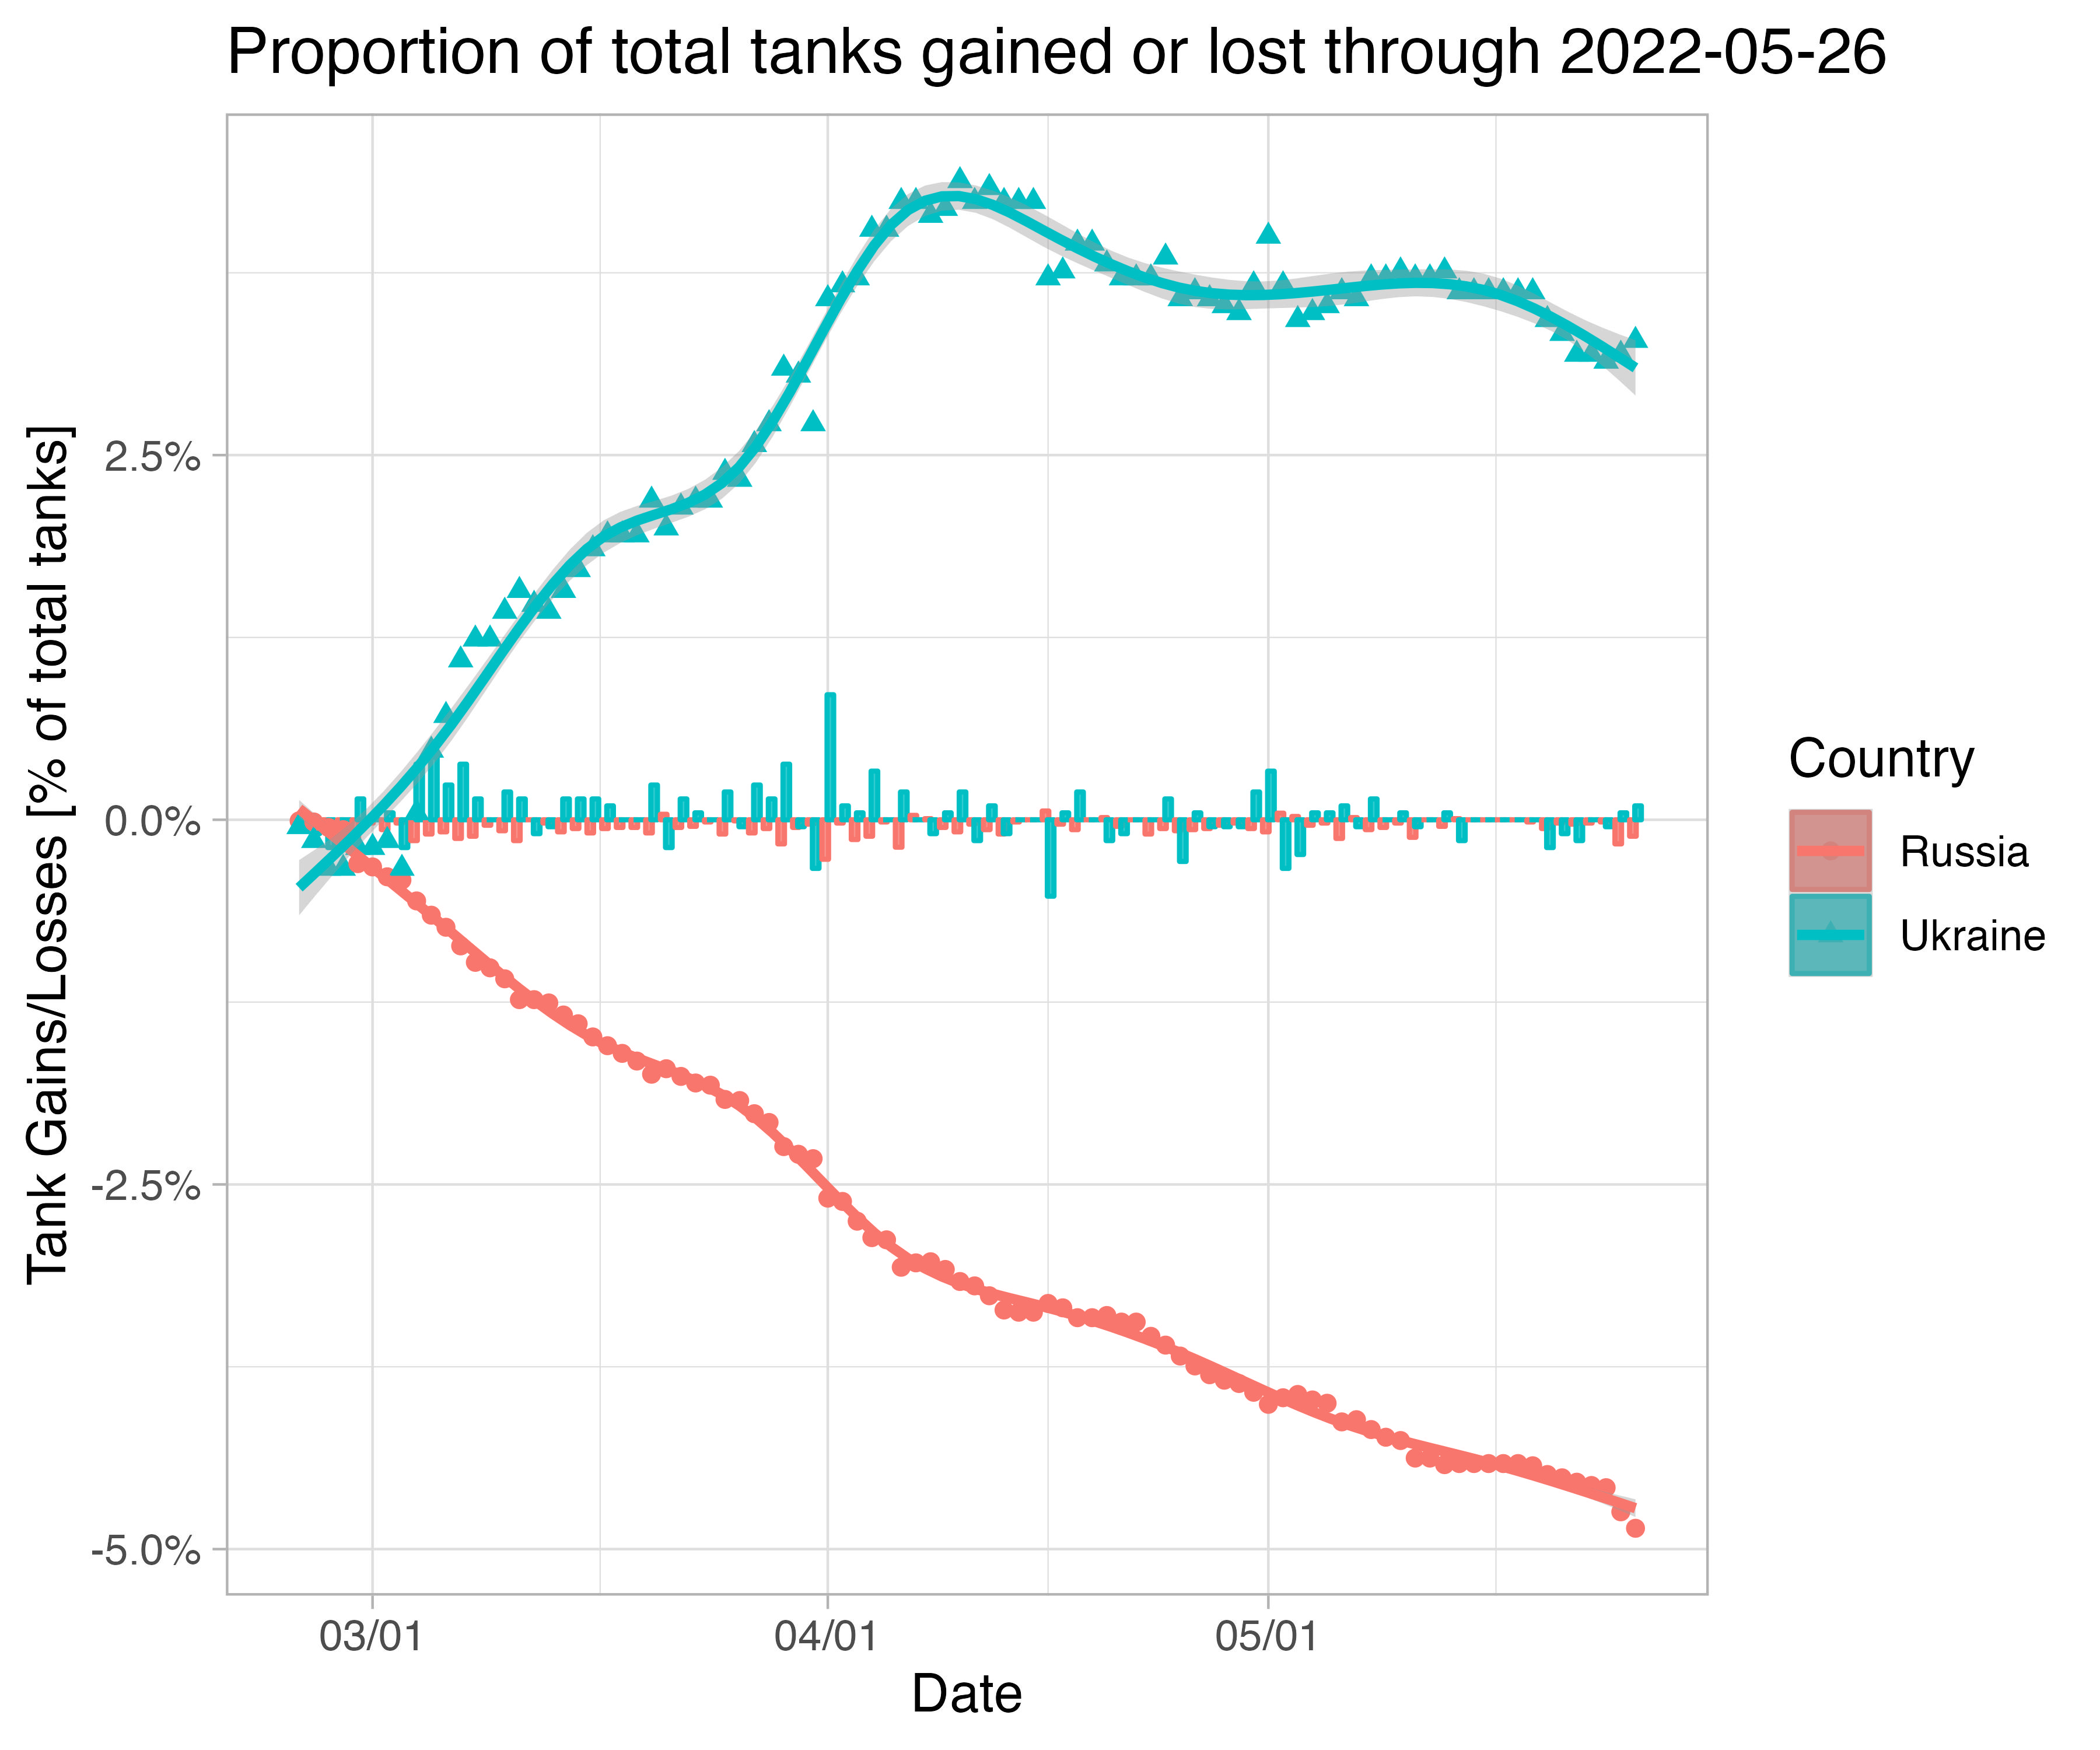 Proportion of total tanks gained or lost through 2022-05-26
Tank Gains/Losses [% of total tanks]
2.5%
0.0%
-2.5%
-5.0%
03/01
04/01
05/01
Date
Country
Russia
Ukraine